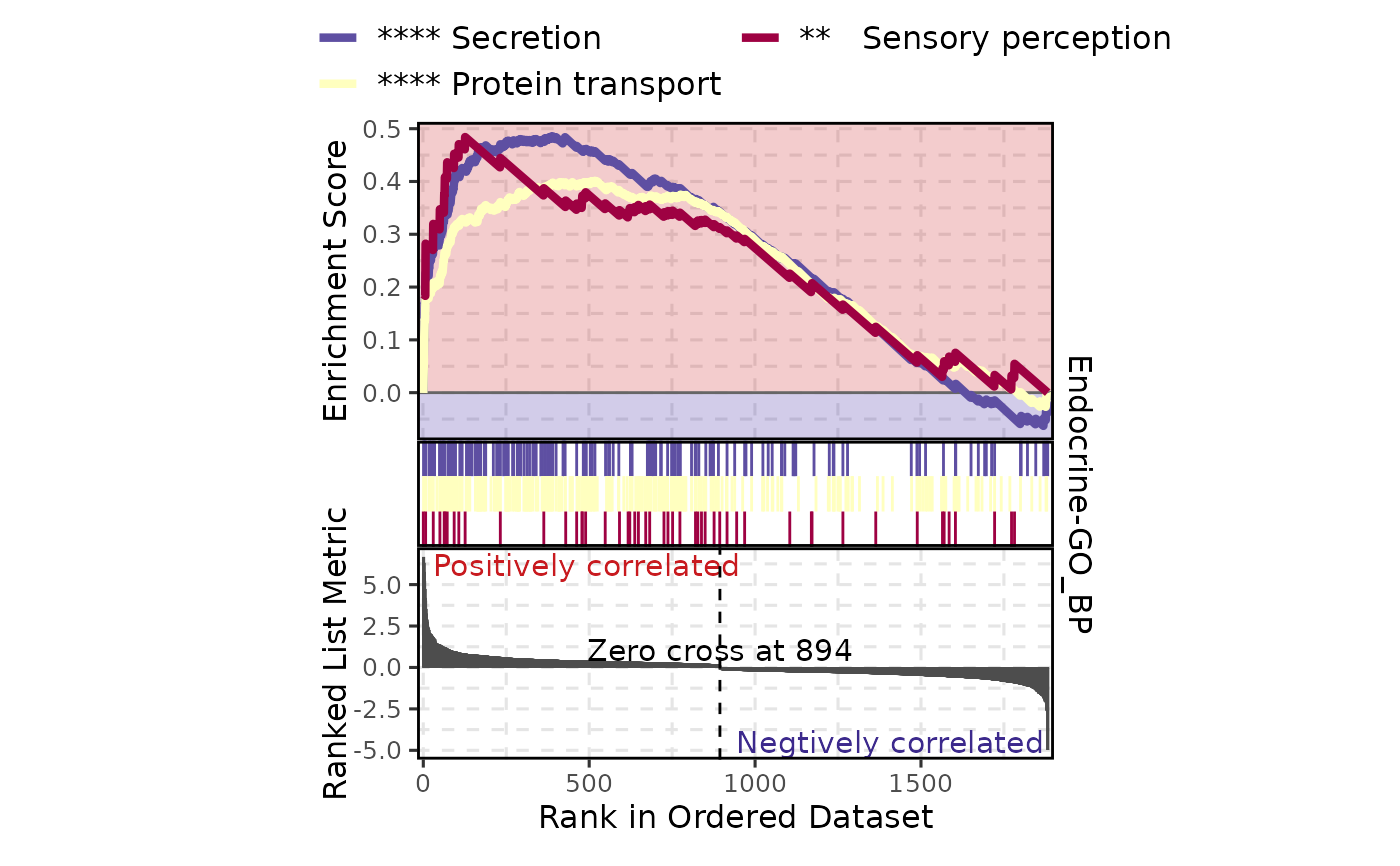 **** Secretion
** Sensory perception
**** Protein transport
Enrichment Score
0.5
0.4
0.3
0.2
0.1
0.0
Endocrine-GO_BP
Ranked List Metric
5.0
2.5
0.0
-2.5
-5.0
Positively correlated
Zero cross at 894
Negtively correlated
0
500
1000
1500
Rank in Ordered Dataset